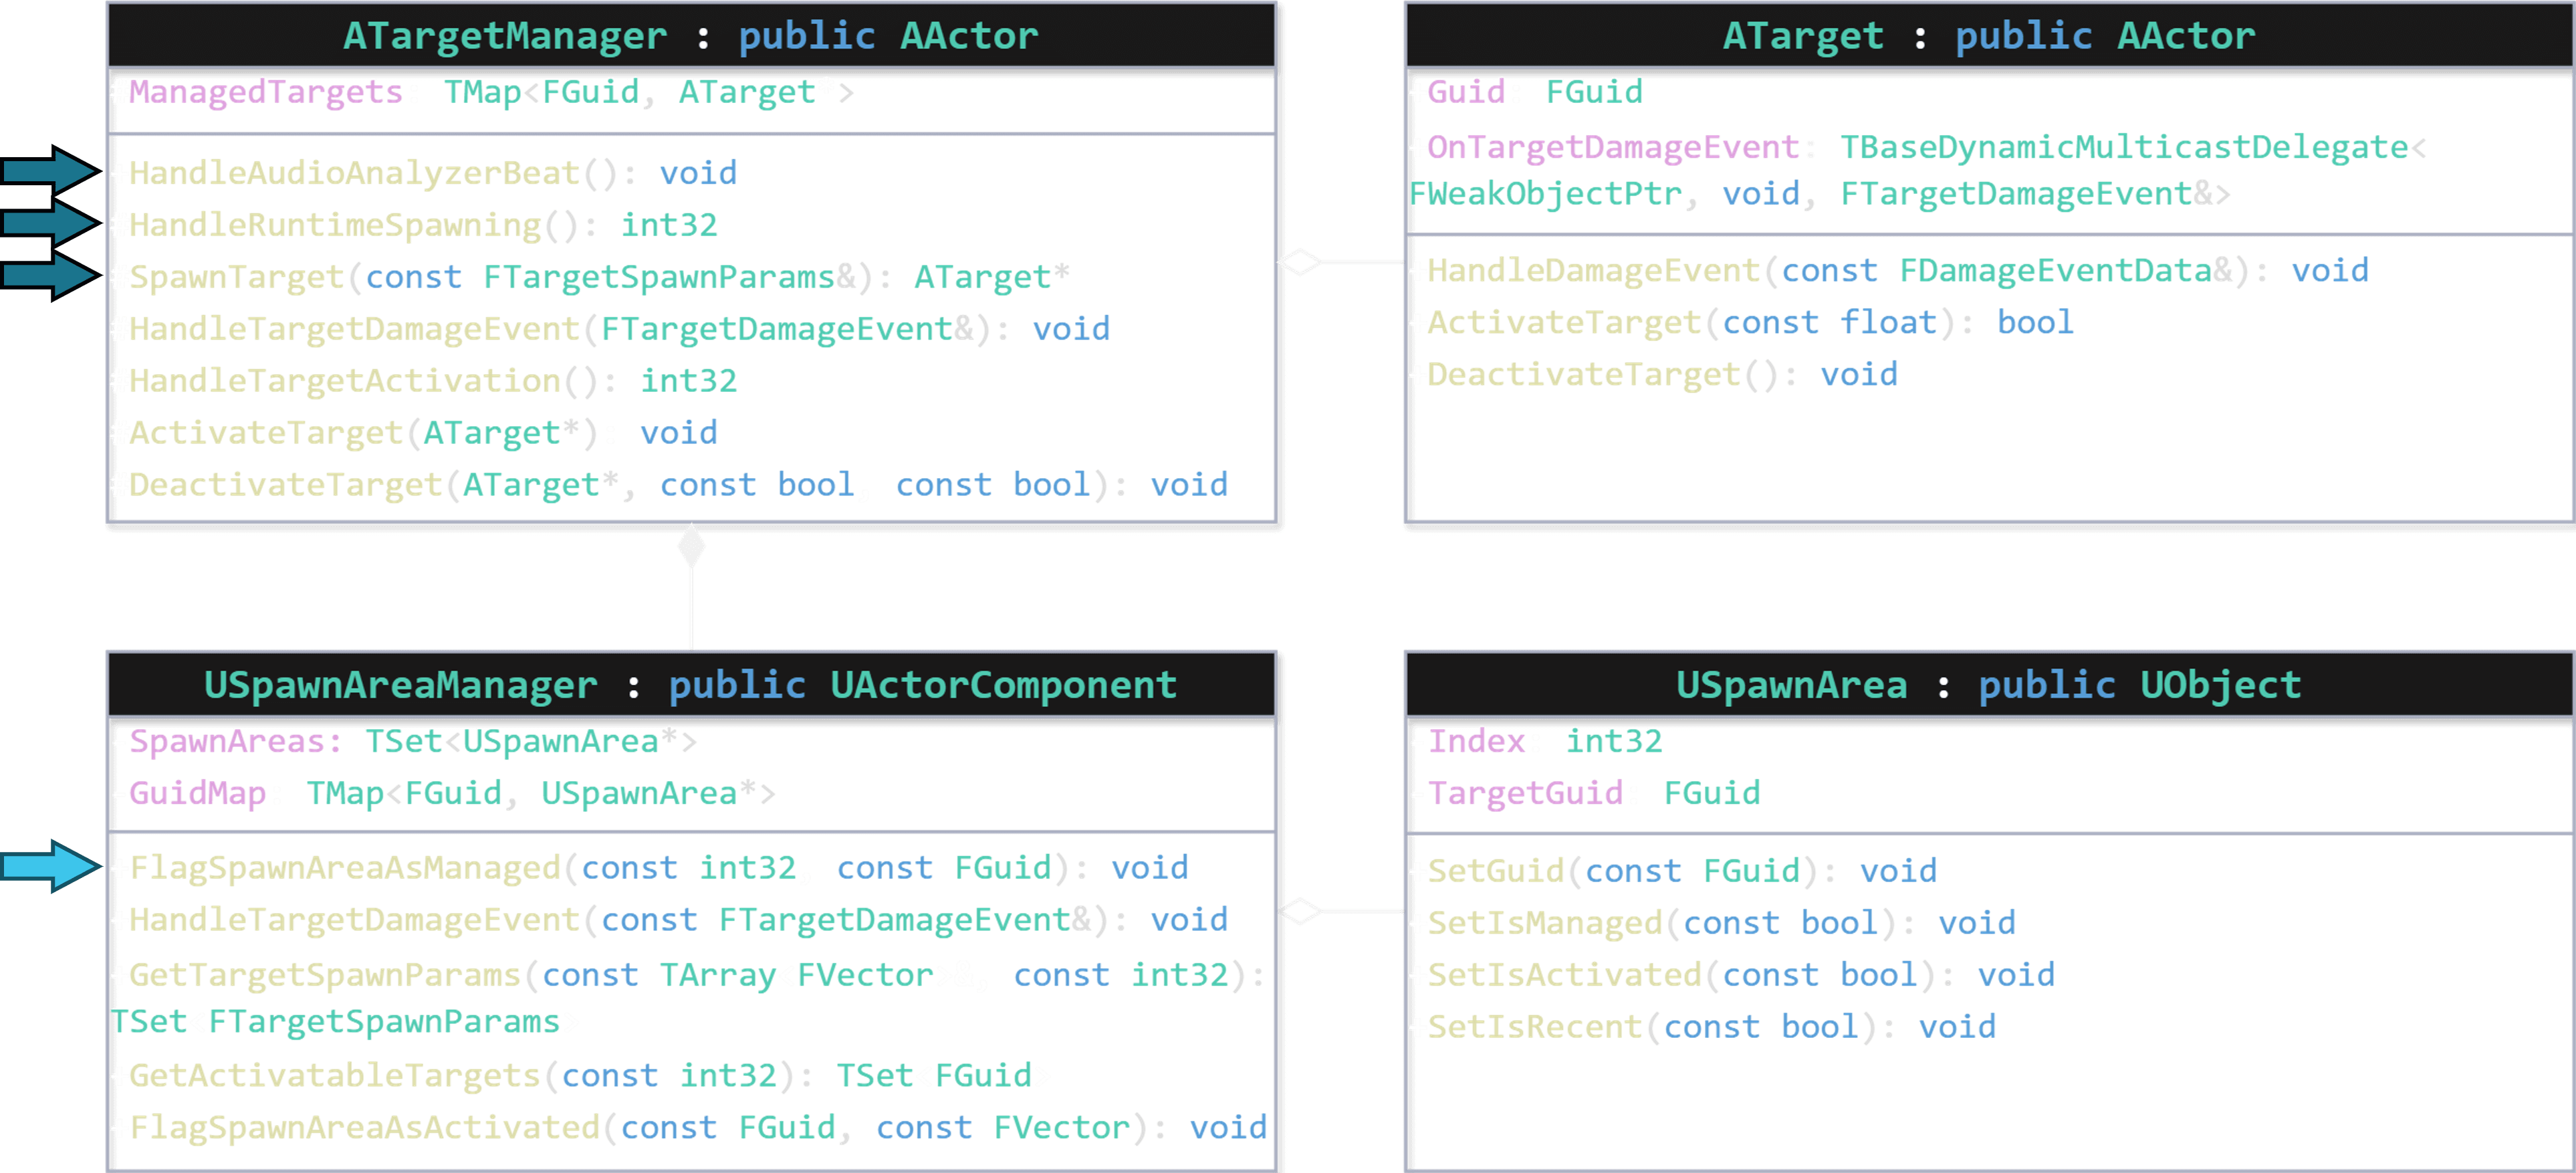 ATargetManager : public AActor
ManagedTargets TMap<FGuid, ATarget >
HandleAudioAnalyzerBeat(): void
HandleRuntimeSpawning(): int32
SpawnTarget(const FTargetSpawnParams&): ATarget*
HandleTargetDamageEvent(FTargetDamageEvent&): void
HandleTargetActivation(): int32
ActivateTarget(ATarget*) void
DeactivateTarget(ATarget*, const bool const bool): void
ATarget : public AActor
Guid FGuid
OnTargetDamageEvent: TBaseDynamicMulticastDelegate<
FWeakObjectPtr, void, FTargetDamageEvent&>
HandleDamageEvent(const FDamageEventData&): void
ActivateTarget(const float): bool
DeactivateTarget(): void
USpawnAreaManager : public UActorComponent
SpawnAreas: TSet<USpawnArea*>
GuidMap TMap<FGuid, USpawnArea*>
FlagSpawnAreaAsManaged(const int32 const FGuid): void
HandleTargetDamageEvent(const FTargetDamageEvent&): void
GetTargetSpawnParams(const TArray FVector const int32):
TSet FTargetSpawnParams
GetActivatableTargets(const int32): TSet FGuid
FlagSpawnAreaAsActivated(const FGuid, const FVector): void
USpawnArea : public UObject
Index int32
TargetGuid FGuid
SetGuid(const FGuid): void
SetIsManaged(const bool): void
SetIsActivated(const bool): void
SetIsRecent(const bool): void